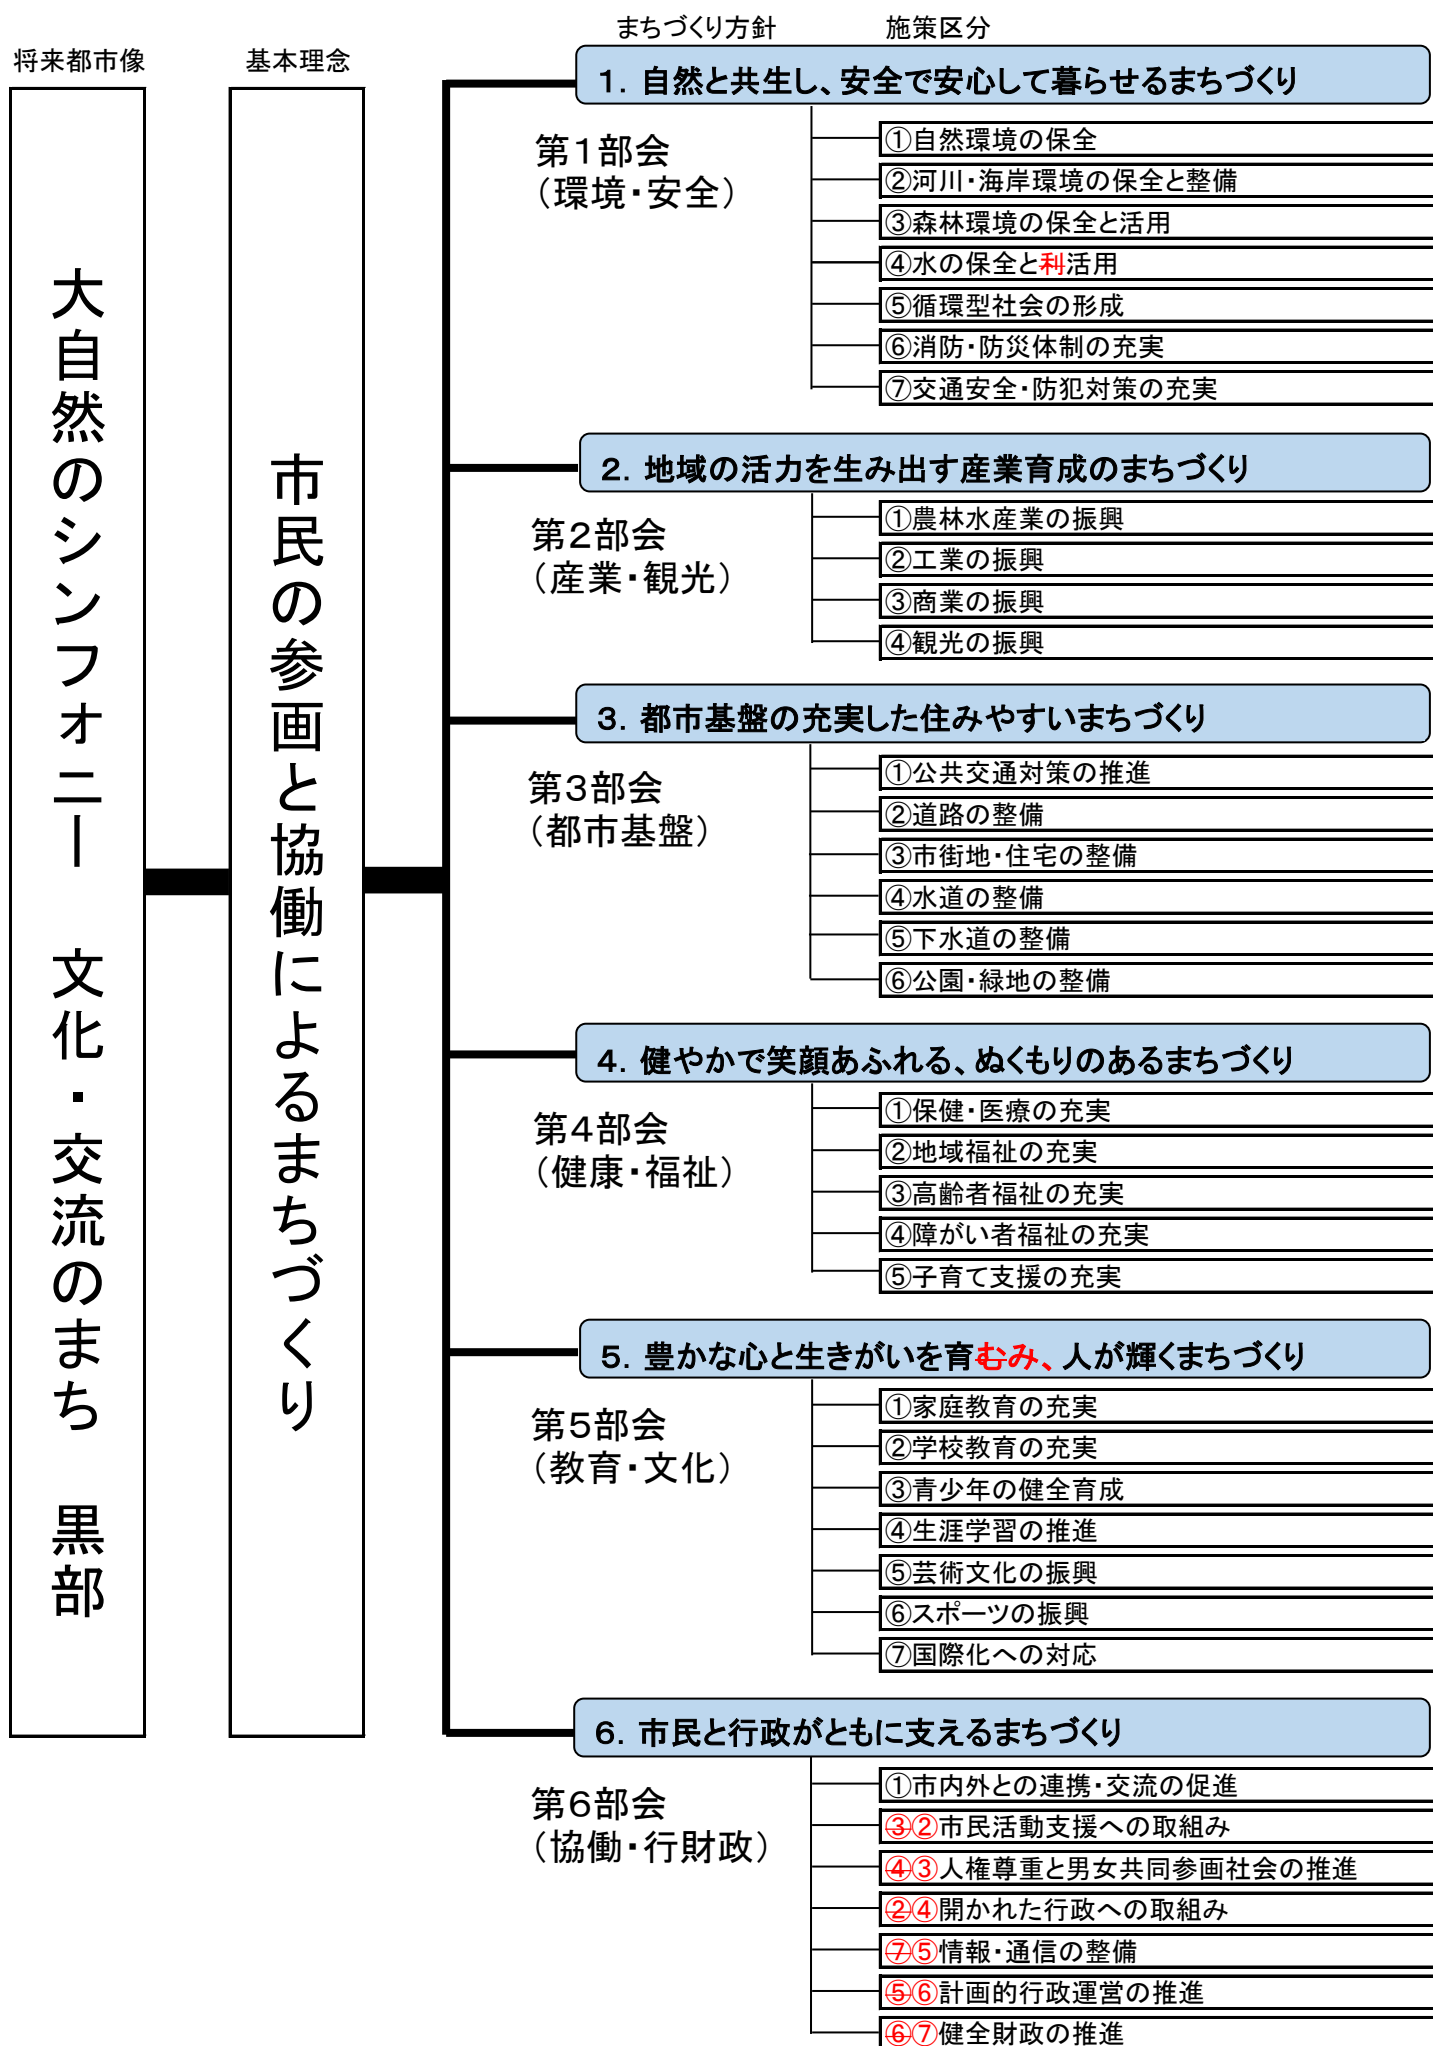 まちづくり方針
施策区分
将来都市像
基本理念
大自然のシンフォニー　文化・交流のまち　黒部
市民の参画と協働によるまちづくり
1．自然と共生し、安全で安心して暮らせるまちづくり
第1部会
（環境・安全）
①自然環境の保全
②河川・海岸環境の保全と整備
③森林環境の保全と活用
④水の保全と利活用
⑤循環型社会の形成
⑥消防・防災体制の充実
⑦交通安全・防犯対策の充実
2．地域の活力を生み出す産業育成のまちづくり
第2部会
（産業・観光）
①農林水産業の振興
②工業の振興
③商業の振興
④観光の振興
3．都市基盤の充実した住みやすいまちづくり
第3部会
（都市基盤）
①公共交通対策の推進
②道路の整備
③市街地・住宅の整備
④水道の整備
⑤下水道の整備
⑥公園・緑地の整備
4．健やかで笑顔あふれる、ぬくもりのあるまちづくり
第4部会
（健康・福祉）
①保健・医療の充実
②地域福祉の充実
③高齢者福祉の充実
④障がい者福祉の充実
⑤子育て支援の充実
5．豊かな心と生きがいを育むみ、人が輝くまちづくり
第5部会
（教育・文化）
①家庭教育の充実
②学校教育の充実
③青少年の健全育成
④生涯学習の推進
⑤芸術文化の振興
⑥スポーツの振興
⑦国際化への対応
6．市民と行政がともに支えるまちづくり
第6部会
（協働・行財政）
①市内外との連携・交流の促進
③②市民活動支援への取組み
④③人権尊重と男女共同参画社会の推進
②④開かれた行政への取組み
⑦⑤情報・通信の整備
⑤⑥計画的行政運営の推進
⑥⑦健全財政の推進